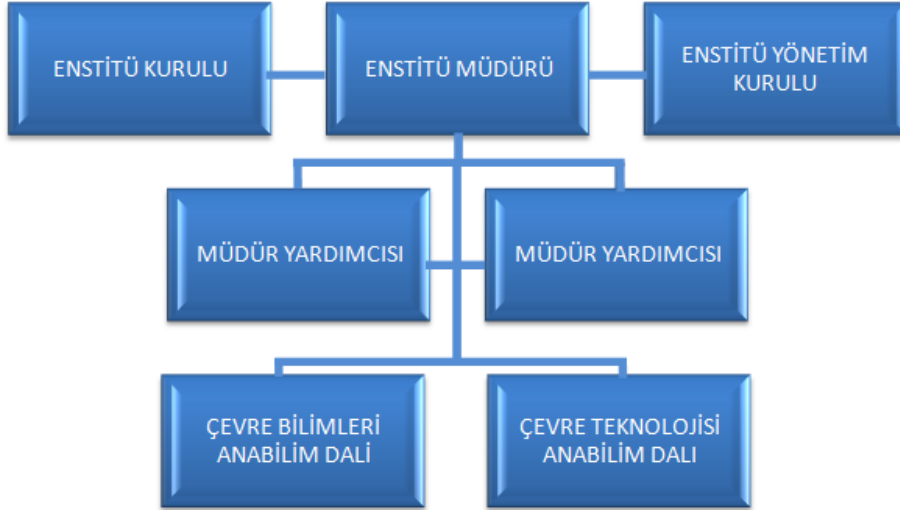 ENSTİTÜ KURULU
ENSTİTÜ MÜDÜRÜ
ENSTİTÜ YÖNETİM
KURULU
MÜDÜR YARDIMCISI
MÜDÜR YARDIMCISI
ÇEVRE BİLİMLERİ
ANABİLİM DALİ
ÇEVRE TEKNOLOJİSİ
ANABİLİM DALI